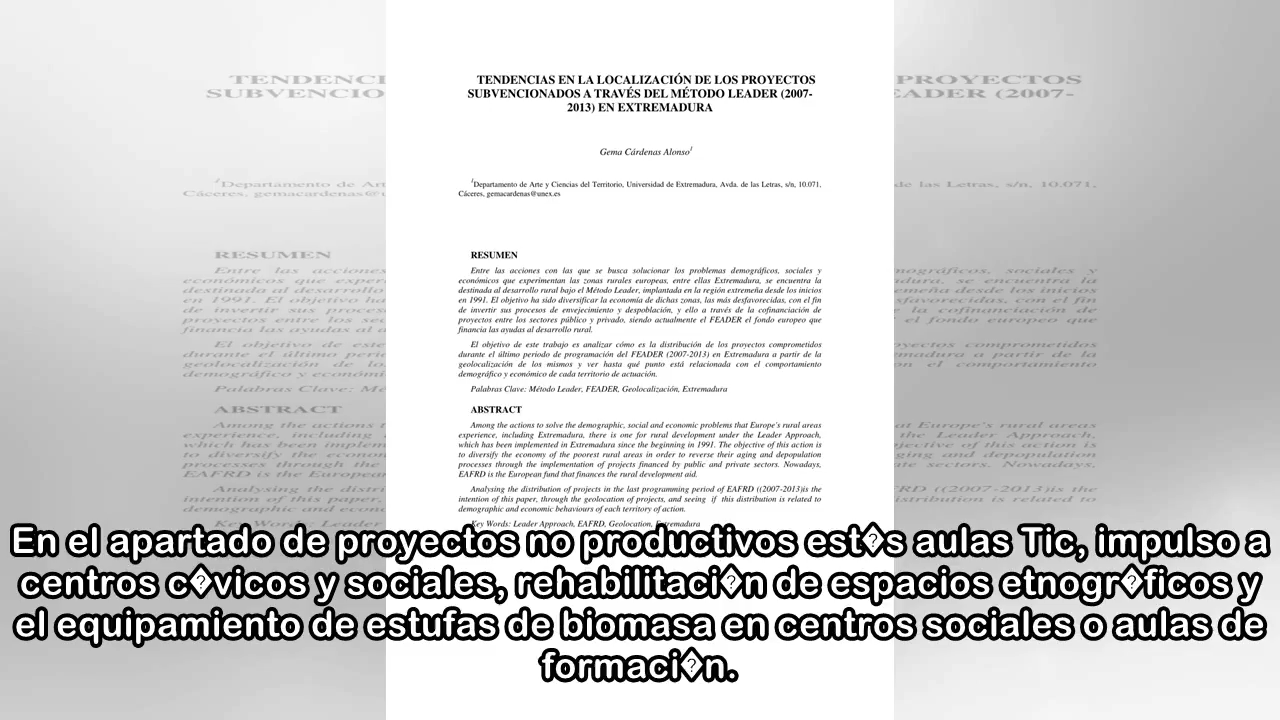 TENDENCIAS EN LA LOCALIZACIÓN DE LOS PROYECTOS
SUBVENCIONADOS A TRAVÉS DEL MÉTODO LEADER (2007-
2013) EN EXTREMADURA
Gema Cárdenas Alonso¹
¹Departamento de Arte y Ciencias del Territorio, Universidad de Extremadura, Avda. de las Letras, s/n, 10.071,
Cáceres, gemacardenas@unex.es
RESUMEN
Entre las acciones con las que se busca solucionar los problemas demográficos, sociales y
económicos que experimentan las zonas rurales europeas, entre ellas Extremadura, se encuentra la
destinada al desarrollo rural bajo el Método Leader, implantada en la región extremeña desde los inicios
en 1991. El objetivo ha sido diversificar la economía de dichas zonas, las más desfavorecidas, con el fin
de invertir sus procesos de envejecimiento y despoblación, y ello a través de la cofinanciación de
proyectos entre los sectores público y privado, siendo actualmente el FEADER el fondo europeo que
financia las ayudas al desarrollo rural.
El objetivo de este trabajo es analizar cómo es la distribución de los proyectos comprometidos
durante el último periodo de programación del FEADER (2007-2013) en Extremadura a partir de la
geolocalización de los mismos y ver hasta qué punto está relacionada con el comportamiento
demográfico y económico de cada territorio de actuación.
Palabras Clave: Método Leader, FEADER, Geolocalización, Extremadura
ABSTRACT
Among the actions to solve the demographic, social and economic problems that Europe's rural areas
experience, including Extremadura, there is one for rural development under the Leader Approach,
which has been implemented in Extremadura since the beginning in 1991. The objective of this action is
to diversify the economy of the poorest rural areas in order to reverse their aging and depopulation
processes through the implementation of projects financed by public and private sectors. Nowadays,
EAFRD is the European fund that finances the rural development aid.
Analysing the distribution of projects in the last programming period of EAFRD ((2007-2013)is the
intention of this paper, through the geolocation of projects, and seeing if this distribution is related to
demographic and economic behaviours of each territory of action.
Key Words: Leader Approach, EAFRD, Geolocation, Extremadura
En el apartado de proyectos no productivos est�s aulas Tic, impulso a
centros c�vicos y sociales, rehabilitaci�n de espacios etnogr�ficos y
el equipamiento de estufas de biomasa en centros sociales o aulas de
formaci�n.